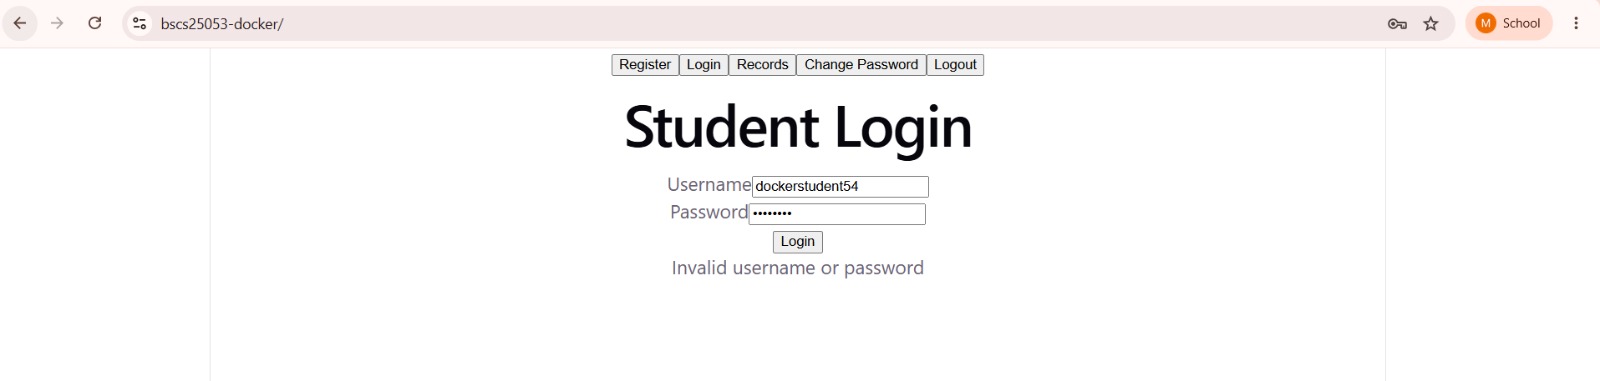 bscs25053-docker/
M School
Register Login Records Change Password Logout
Student Login
Username dockerstudent54
Password ••••••••
Login
Invalid username or password